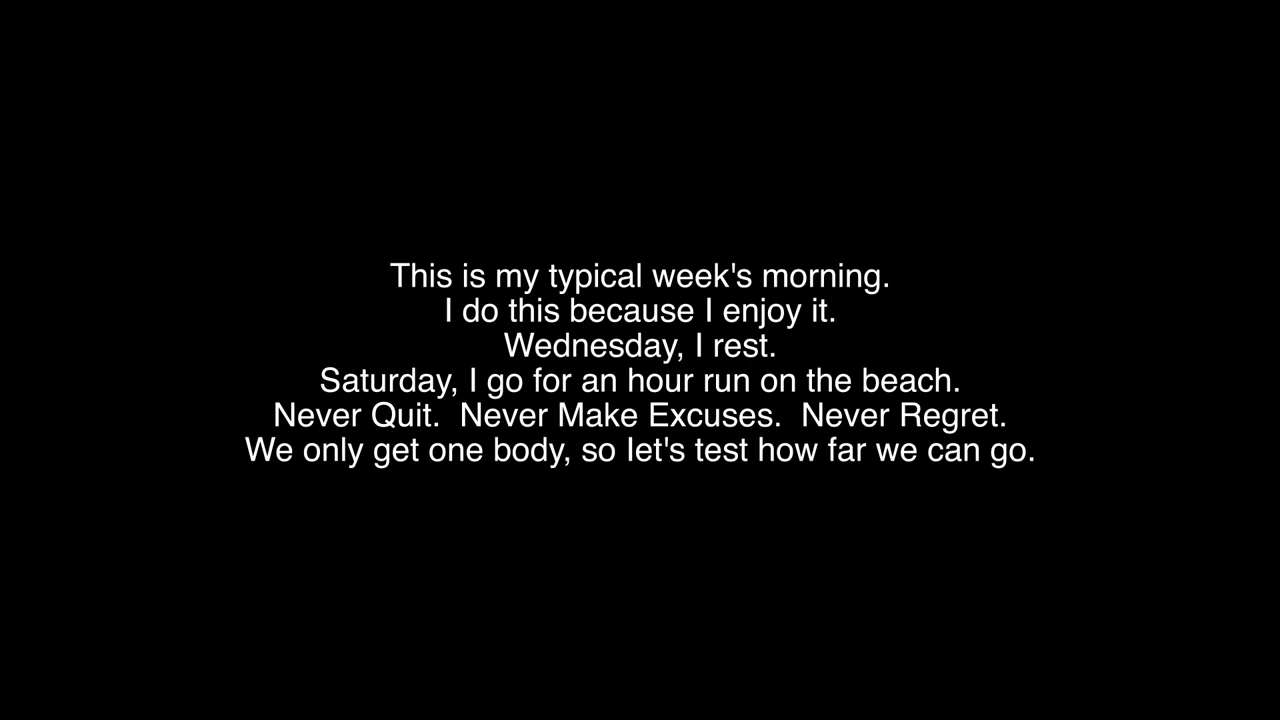 This is my typical week's morning.
I do this because I enjoy it.
Wednesday, I rest.
Saturday, I go for an hour run on the beach.
Never Quit.  Never Make Excuses.  Never Regret.
We only get one body, so let's test how far we can go.